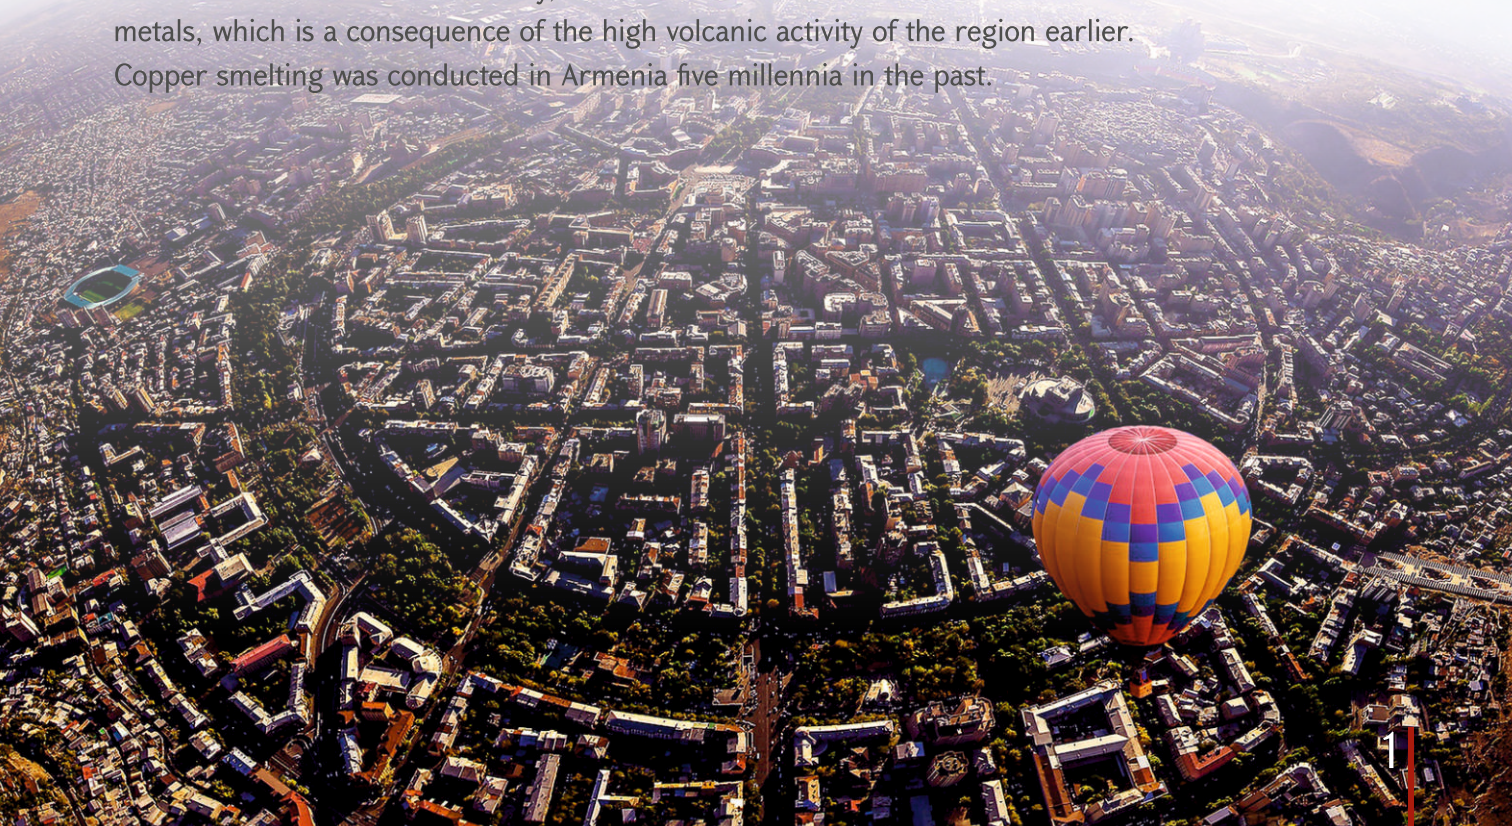 metals, which is a consequence of the high volcanic activity of the region earlier.
Copper smelting was conducted in Armenia five millennia in the past.
1